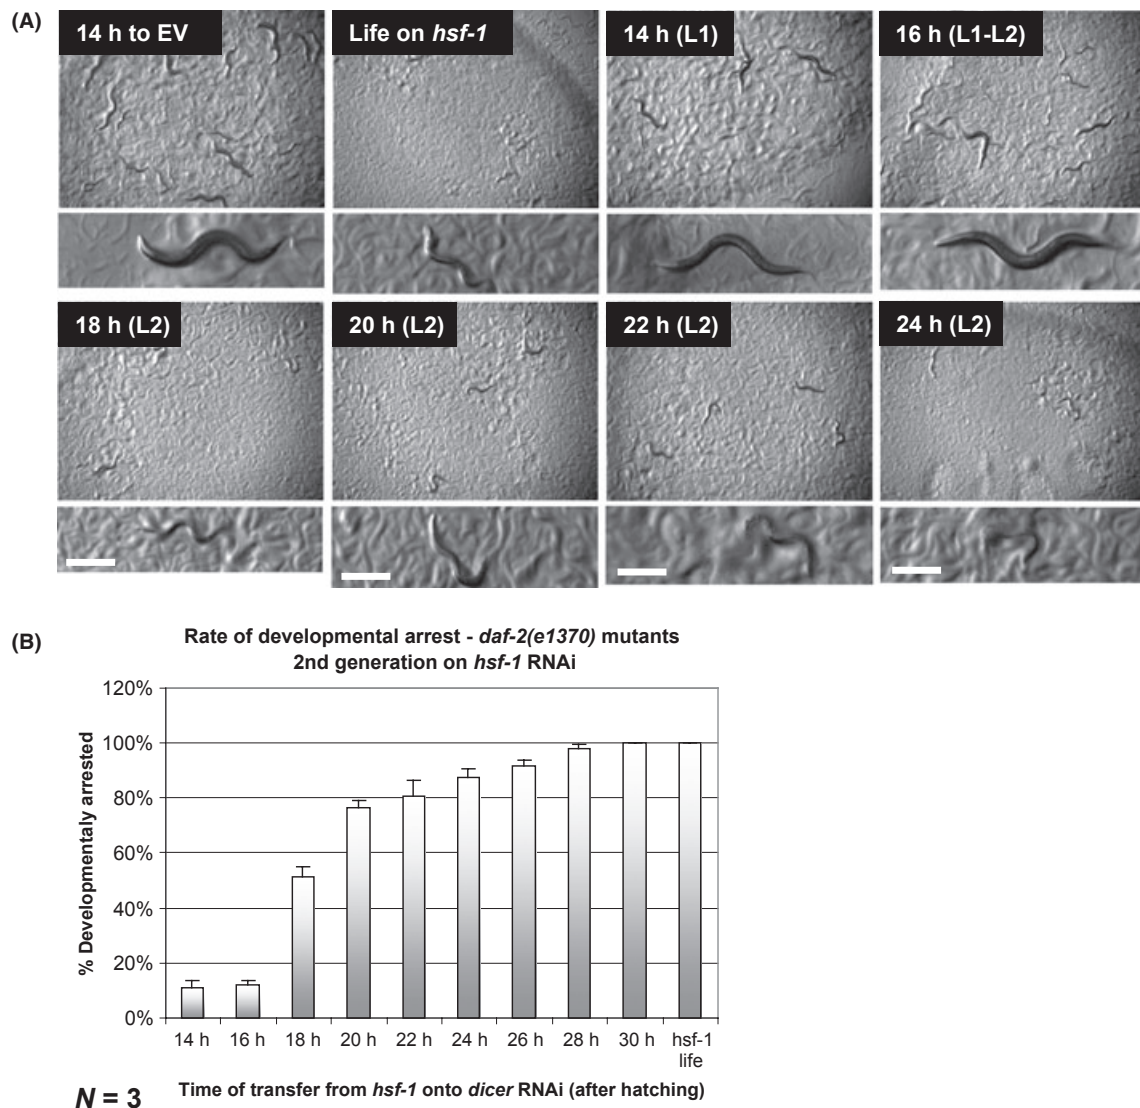 (A)
14 h to EV
Life on hsf-1
14 h (L1)
16 h (L1-L2)
18 h (L2)
20 h (L2)
22 h (L2)
24 h (L2)
(B)
Rate of developmental arrest - daf-2(e1370) mutants
2nd generation on hsf-1 RNAi
% Developmentaly arrested
120%
100%
80%
60%
40%
20%
0%
14 h
16 h
18 h
20 h
22 h
24 h
26 h
28 h
30 h
hsf-1
life
N = 3
Time of transfer from hsf-1 onto dicer RNAi (after hatching)